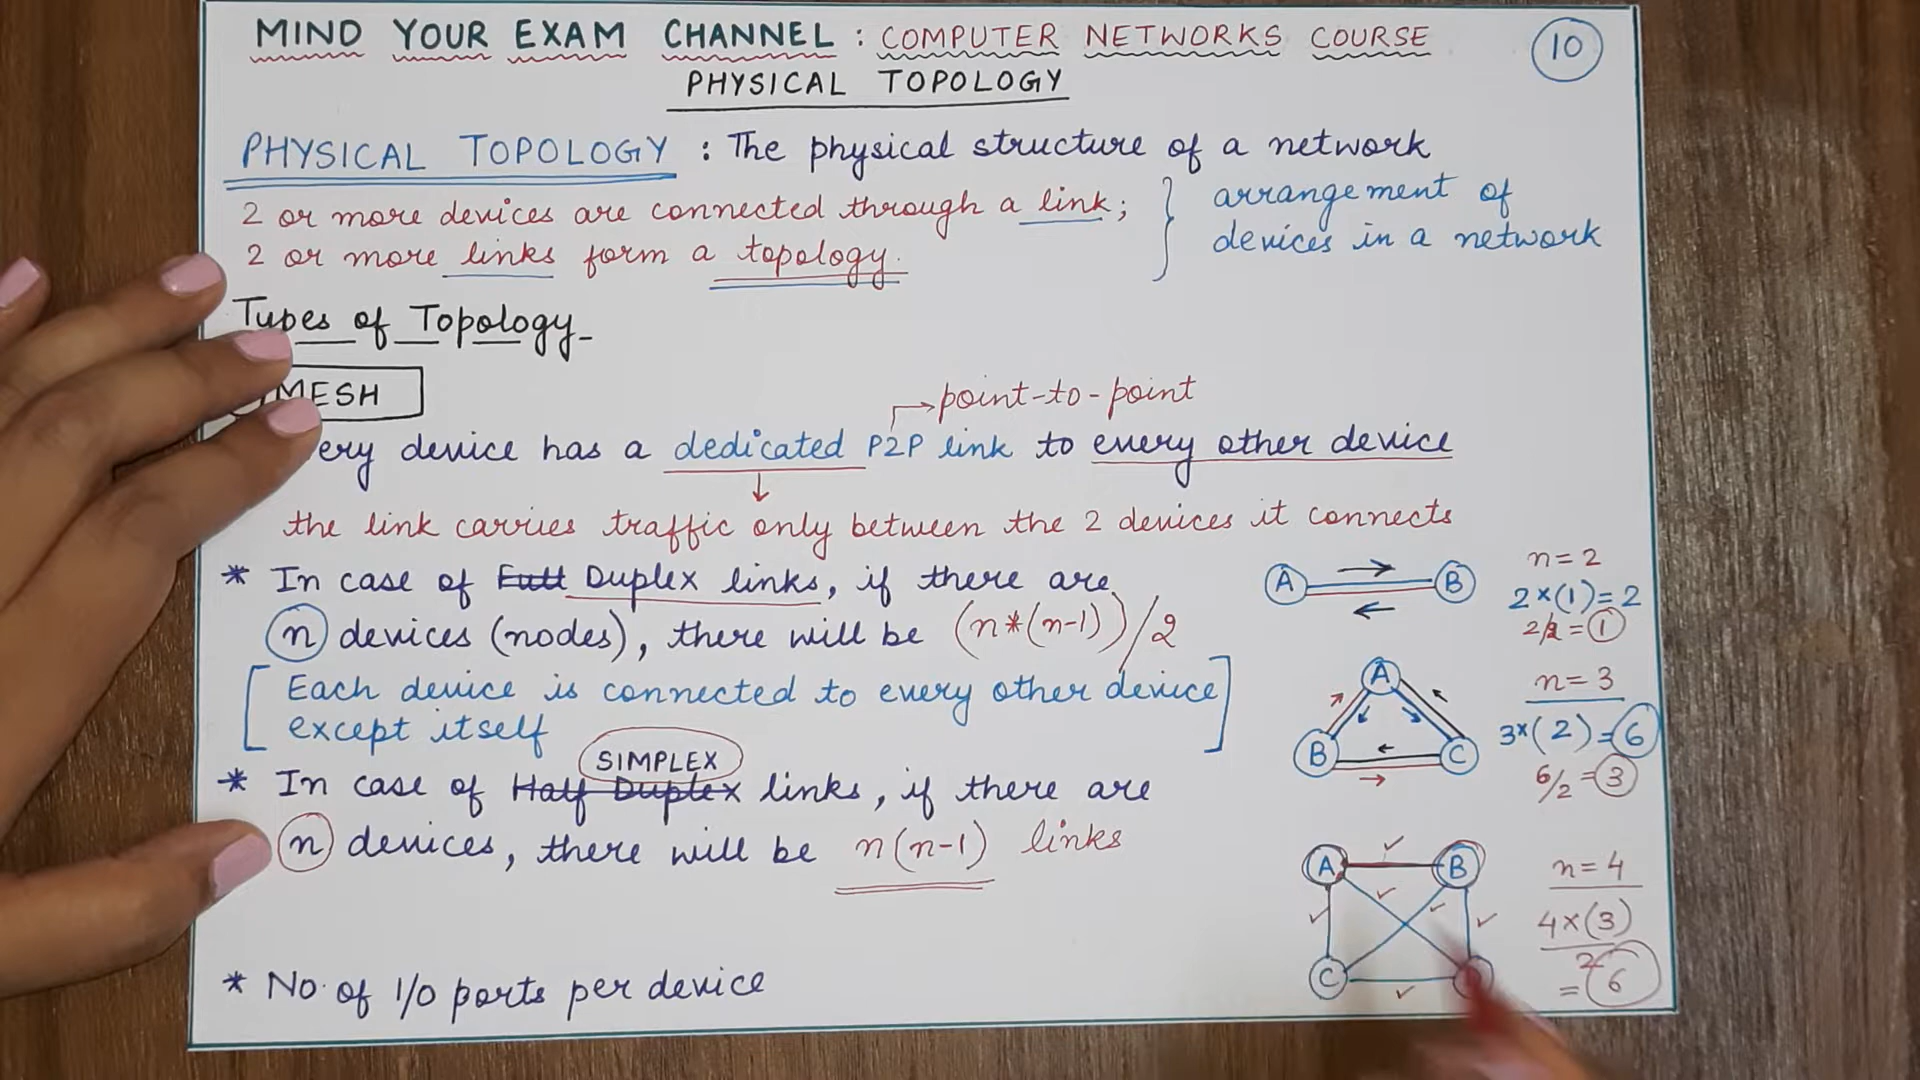 MIND YOUR EXAM CHANNEL : COMPUTER NETWORKS COURSE
10
PHYSICAL TOPOLOGY
PHYSICAL TOPOLOGY : The physical structure of a network
2 or more devices are connected through a link;
2 or more links form a topology.
arrangement of
devices in a network
Types of Topology-
MESH
point-to-point
ery device has a dedicated P2P link to every other device
the link carries traffic only between the 2 devices it connects
* In case of Full Duplex links, if there are
n devices (nodes), there will be (n*(n-1))/2
[Each device is connected to every other device
except itself]
SIMPLEX
* In case of Half Duplex links, if there are
n devices, there will be n(n-1) links
* No. of I/O ports per device
A B
n=2
2×(1)=2
2/2=1
A
B C
n=3
3×(2)=6
6/2=3
A B
C
n=4
4×(3)
2
=6